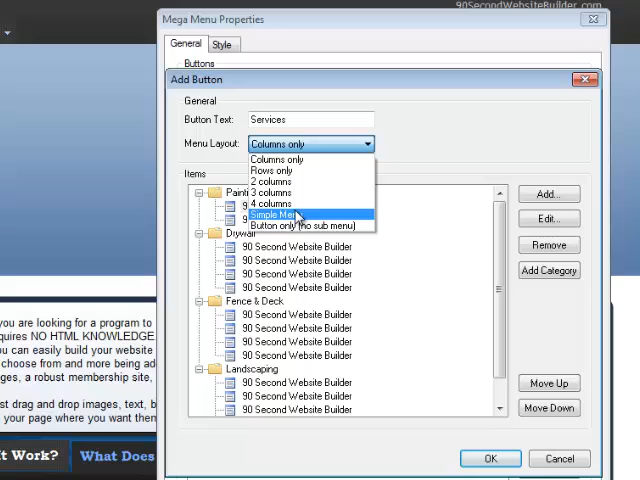 90SecondWebsiteBuilder.com
Mega Menu Properties
General Style
Buttons
Add Button
General
Button Text: Services
Menu Layout: Columns only
Columns only
Rows only
2 columns
3 columns
4 columns
Simple Menu
Button only (no sub menu)
Items
Add...
Edit...
Remove
Add Category
Drywall
90 Second Website Builder
90 Second Website Builder
90 Second Website Builder
90 Second Website Builder
Fence & Deck
90 Second Website Builder
90 Second Website Builder
90 Second Website Builder
90 Second Website Builder
Landscaping
90 Second Website Builder
90 Second Website Builder
90 Second Website Builder
Move Up
Move Down
OK Cancel
you are looking for a program to
quires NO HTML KNOWLEDGE
ou can easily build your website
choose from and more being
ges, a robust membership site,
st drag and drop images, text,
your page where you want them
It Work? What Does